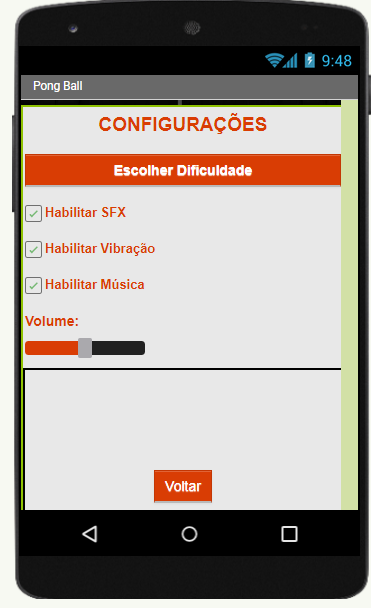 9:48
Pong Ball
CONFIGURAÇÕES
Escolher Dificuldade
Habilitar SFX
Habilitar Vibração
Habilitar Música
Volume:
Voltar